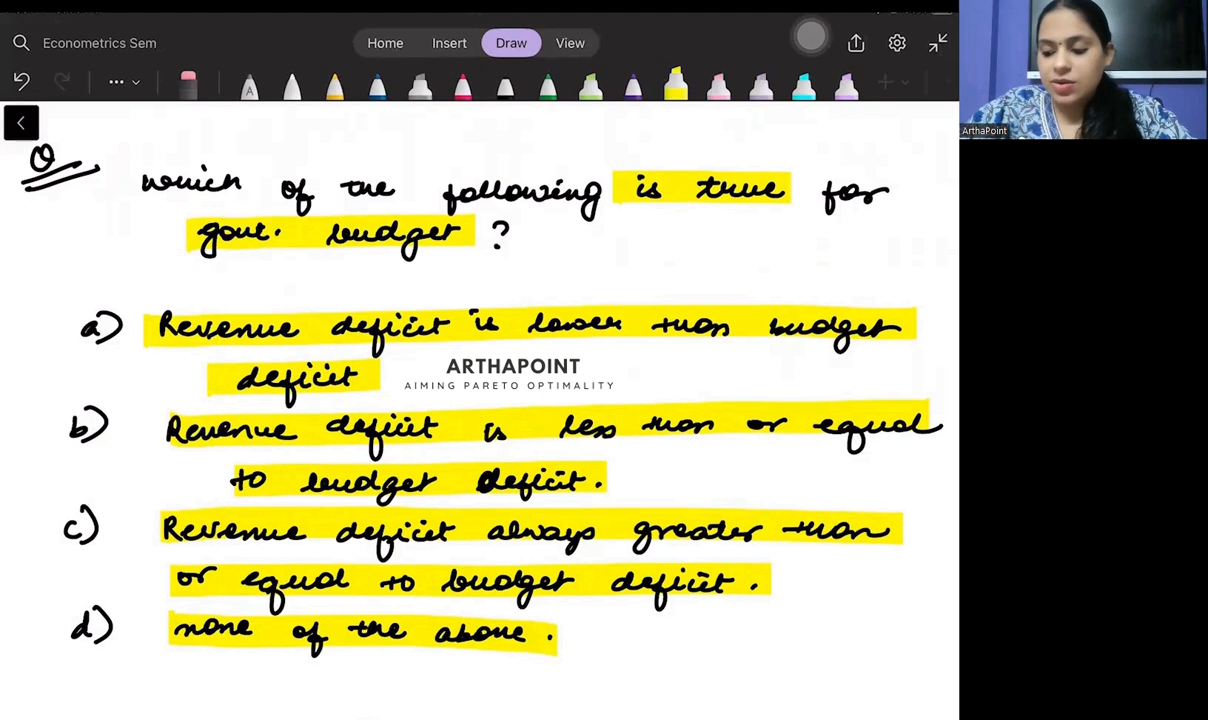 Econometrics Sem
Home Insert Draw View
ArthaPoint
Q
which of the following is true for
govt. budget ?
a) Revenue deficit is lower than budget
deficit
ARTHAPOINT
AIMING PARETO OPTIMALITY
b) Revenue deficit is less than or equal
to budget deficit.
c) Revenue deficit always greater than
or equal to budget deficit.
d) none of the above.